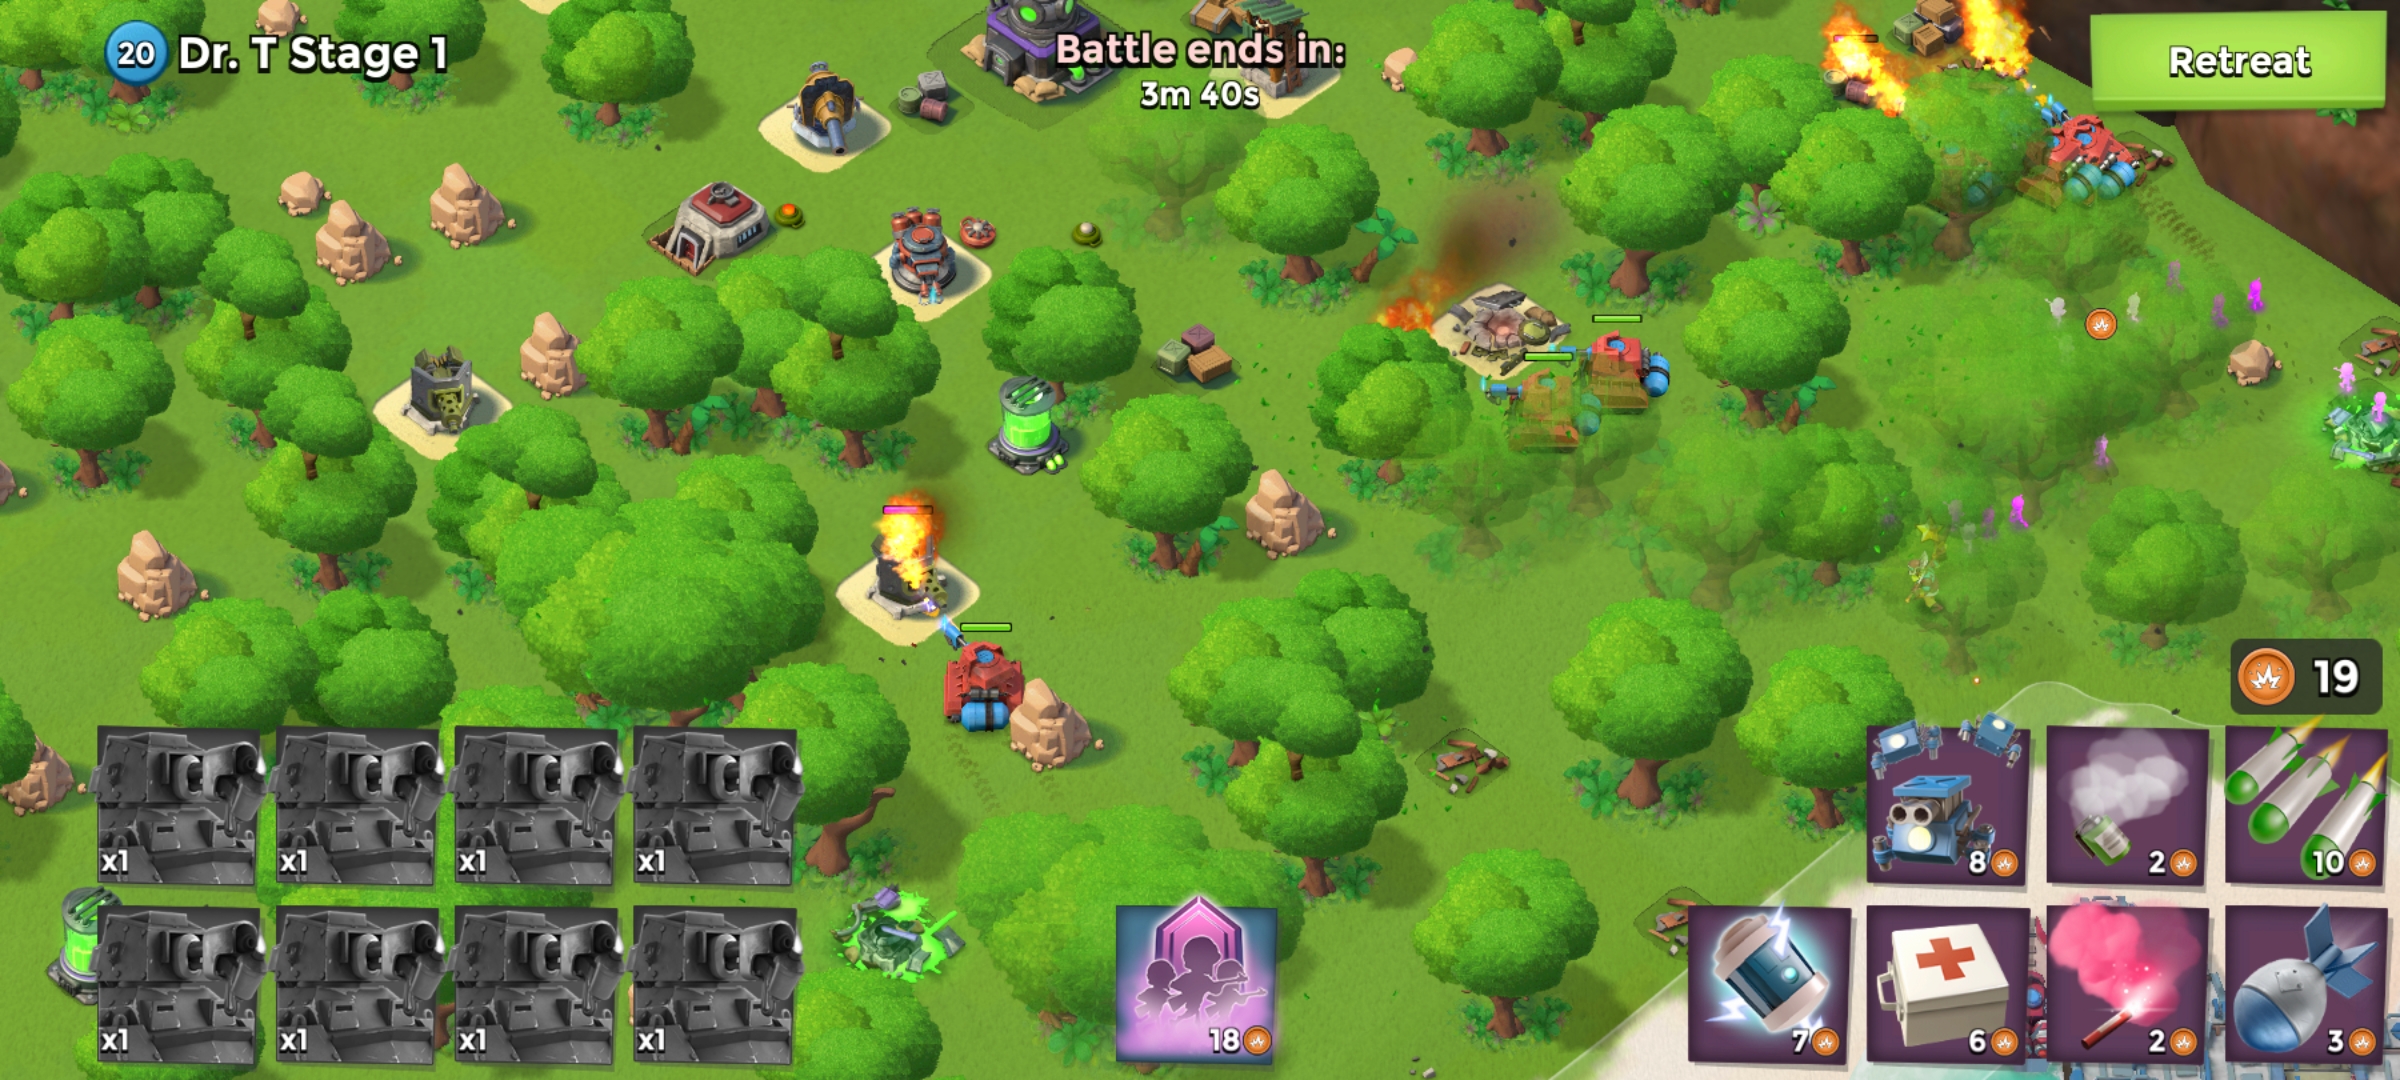 20 Dr. T Stage 1
Battle ends in:
3m 40s
Retreat
19
8
2
10
x1
x1
x1
x1
18
7
6
2
3
x1
x1
x1
x1